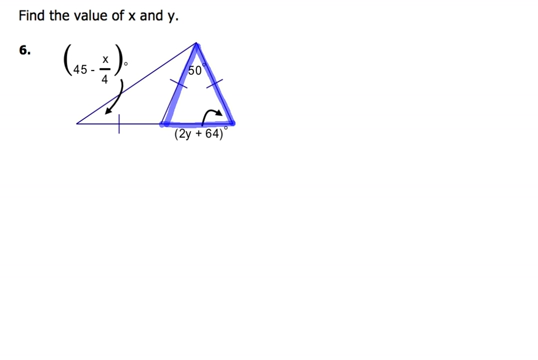 Find the value of x and y.
6.
(45 - x/4)°
50°
(2y + 64)°